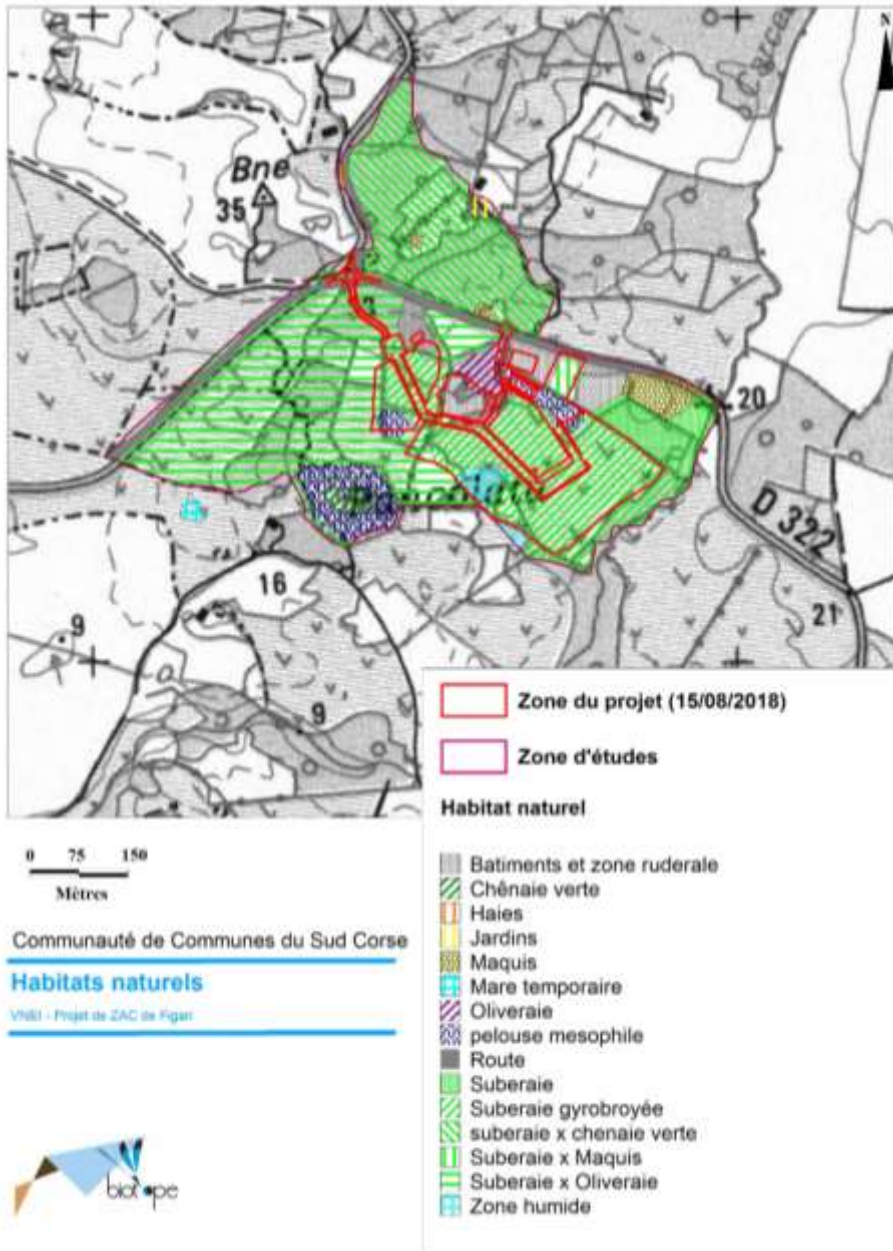 N
Bne
35
20
D 322
21
16
9
9
Zone du projet (15/08/2018)
Zone d'études
Habitat naturel
Batiments et zone ruderale
Chênaie verte
Haies
Jardins
Maquis
Mare temporaire
Oliveraie
pelouse mesophile
Route
Suberaie
Suberaie gyrobroyée
suberaie x chenaie verte
Suberaie x Maquis
Suberaie x Oliveraie
Zone humide
0 75 150
Mètres
Communauté de Communes du Sud Corse
Habitats naturels
VNEI - Projet de ZAC de Figari
biotope